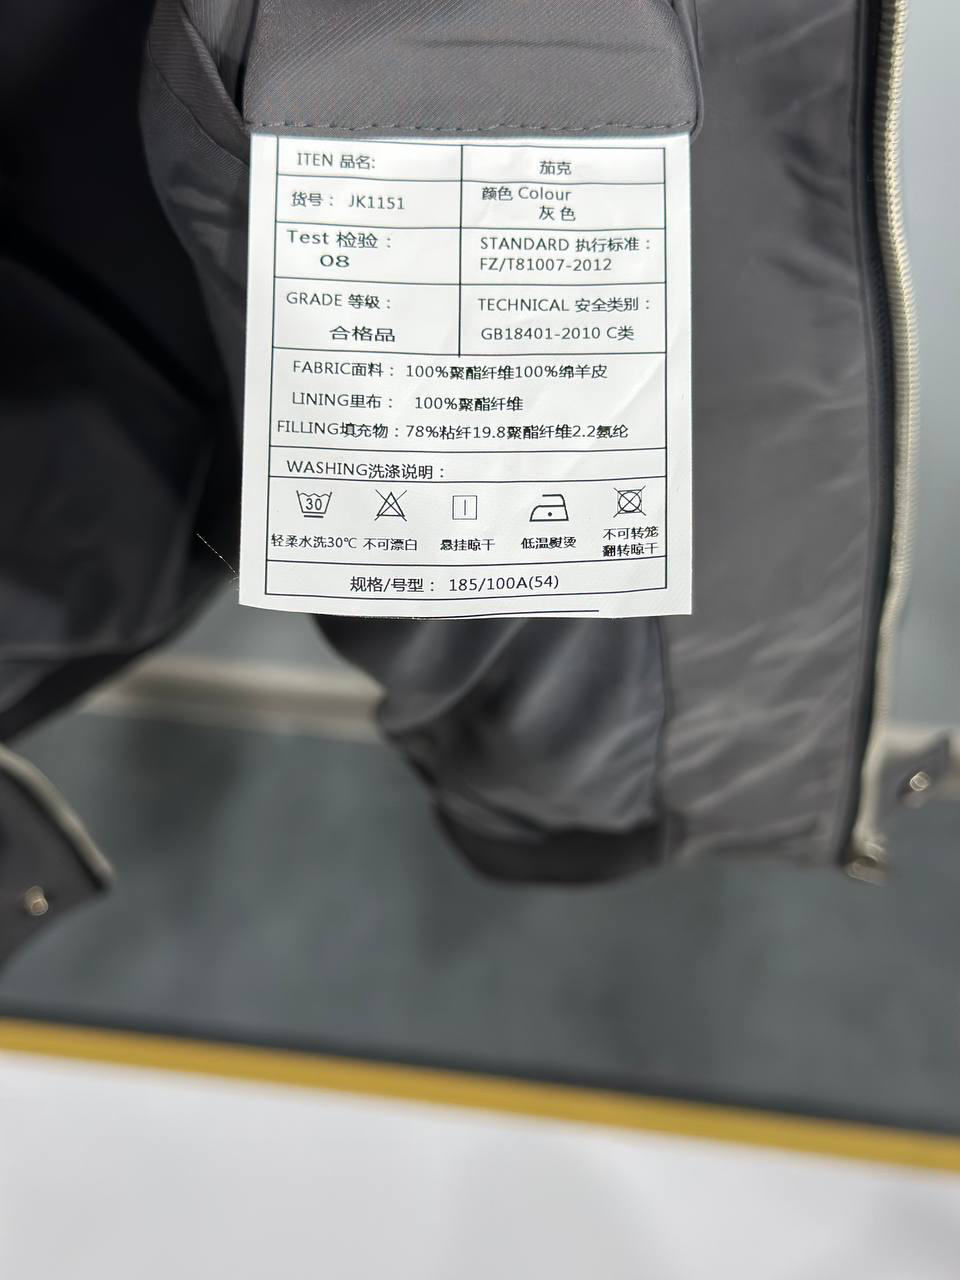 ITEN 品名:
茄克
货号： JK1151
颜色 Colour
灰 色
Test 检验：
08
STANDARD 执行标准：
FZ/T81007-2012
GRADE 等級：
合格品
TECHNICAL 安全类别：
GB18401-2010 C类
FABRIC面料： 100%聚酯纤维100%绵羊皮
LINING里布： 100%聚酯纤维
FILLING填充物：78%粘纤19.8聚酯纤维2.2氨纶
WASHING洗涤说明：
30
轻柔水洗30℃ 不可漂白 悬挂晾干 低温熨烫 不可转笼
翻转晾干
规格/号型： 185/100A(54)